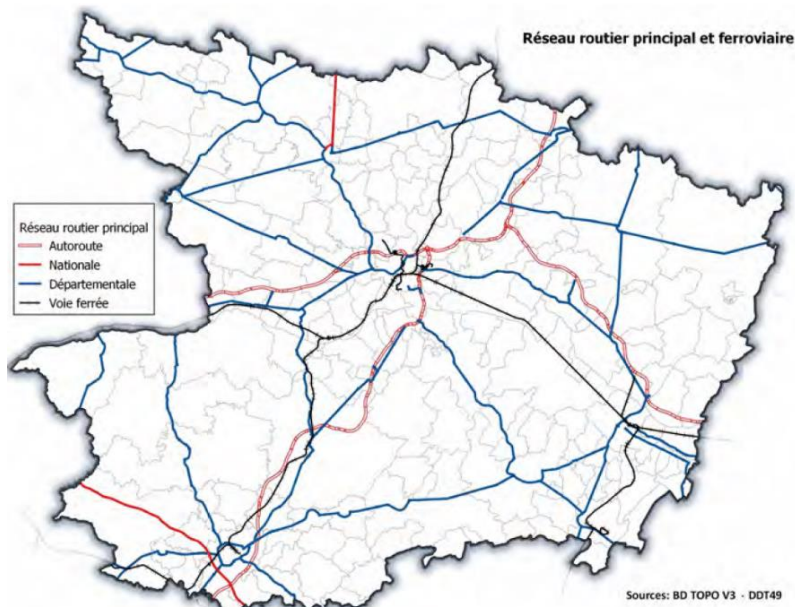 Réseau routier principal et ferroviaire
Réseau routier principal
Autoroute
Nationale
Départementale
Voie ferrée
Sources: BD TOPO V3 - DDT49